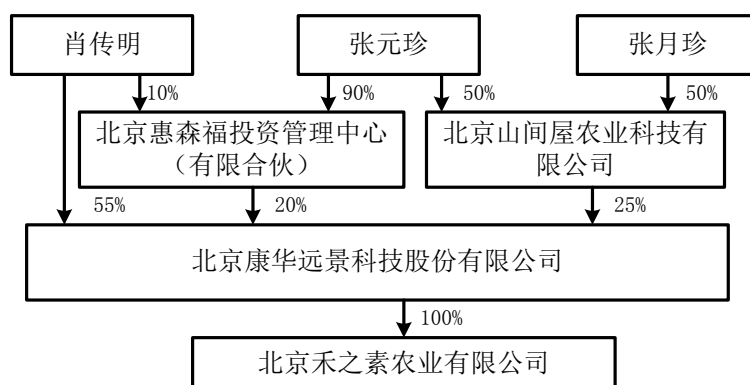 肖传明
张元珍
张月珍
10%
90%
50%
50%
北京惠森福投资管理中心
（有限合伙）
北京山间屋农业科技有
限公司
55%
20%
25%
北京康华远景科技股份有限公司
100%
北京禾之素农业有限公司